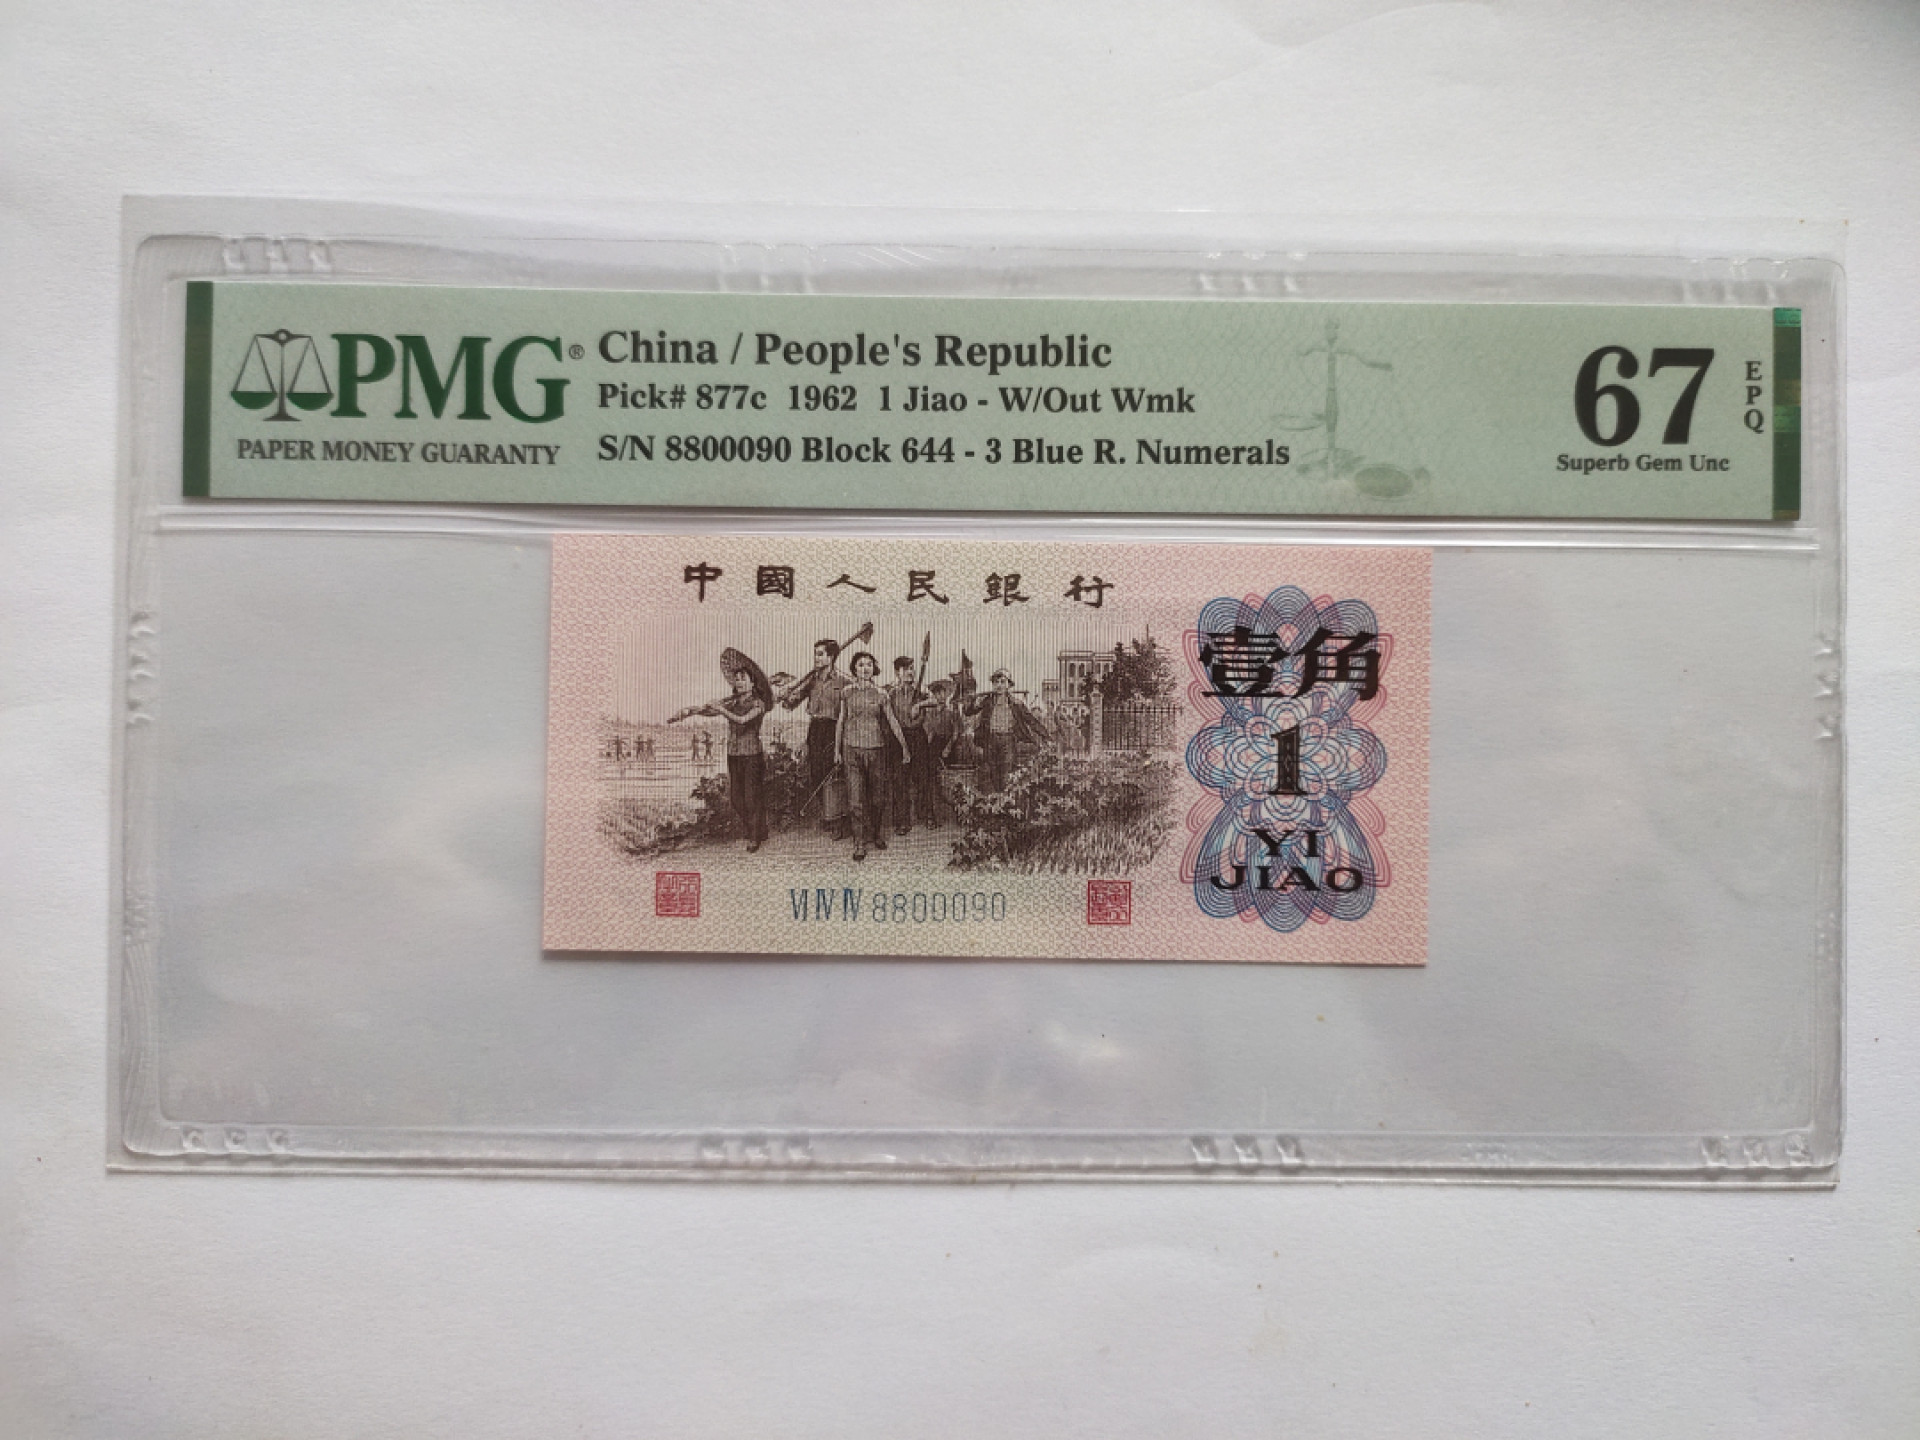 PMG®
PAPER MONEY GUARANTY
China / People's Republic
Pick# 877c 1962 1 Jiao - W/Out Wmk
S/N 8800090 Block 644 - 3 Blue R. Numerals
67
EPQ
Superb Gem Unc
中國人民銀行
壹角
1
YI
JIAO
VI IV IV 8800090